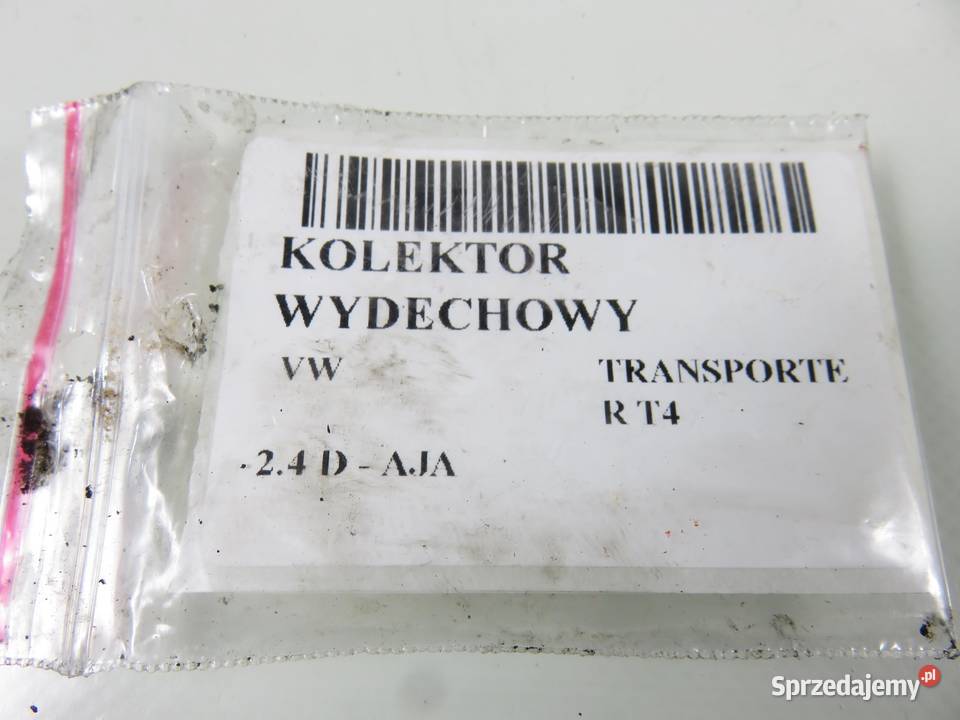 KOLEKTOR
WYDECHOWY
VW TRANSPORTE
R T4
2.4 D - AJA
Sprzedajemy.pl